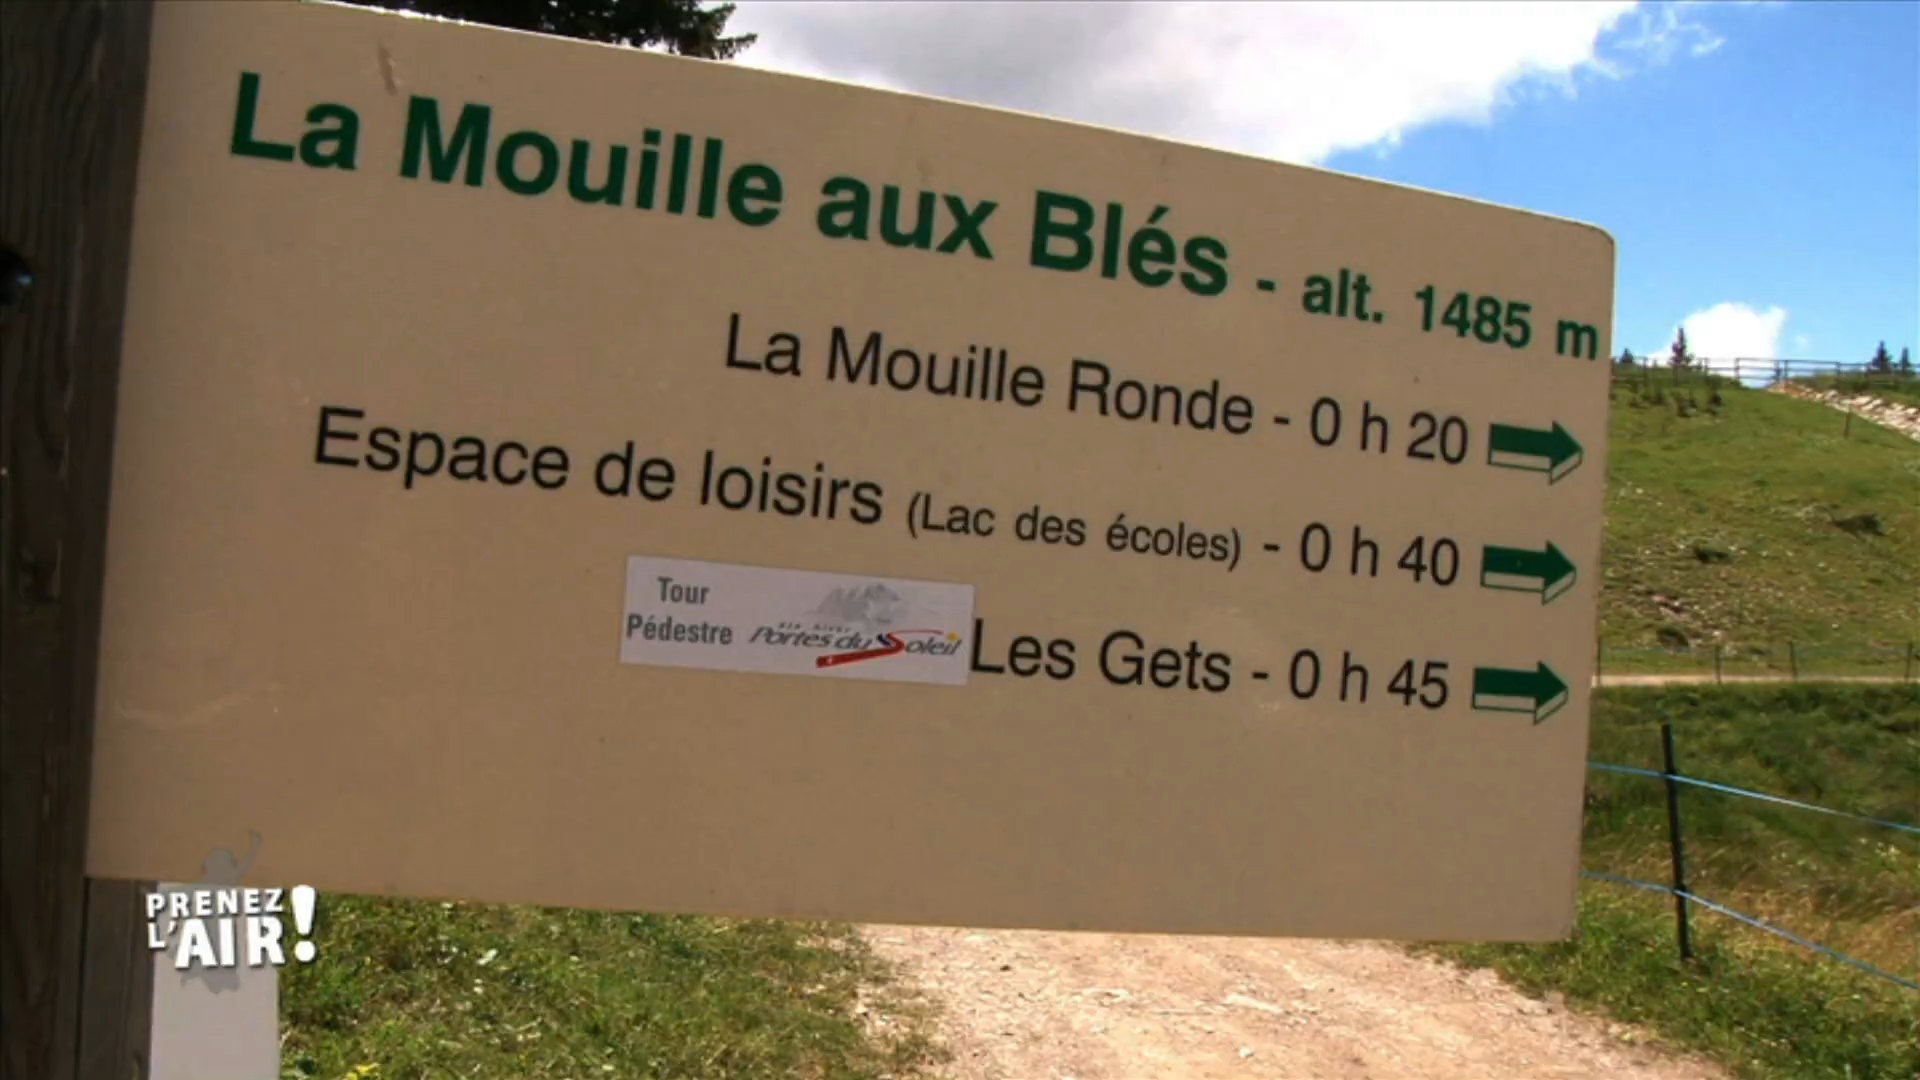 La Mouille aux Blés - alt. 1485 m
La Mouille Ronde - 0 h 20
Espace de loisirs (Lac des écoles) - 0 h 40
Tour
Pédestre
Portes du Soleil
Les Gets - 0 h 45
PRENEZ
L'AIR!